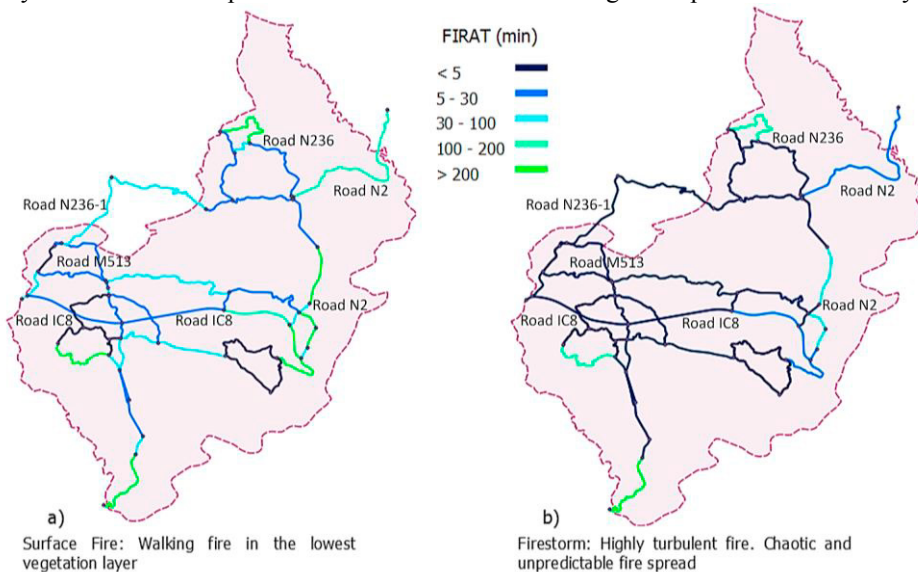 FIRAT (min)
< 5
5 - 30
30 - 100
100 - 200
> 200
Road N236
Road N2
Road N236-1
Road M513
Road N2
Road IC8
Road IC8
a)
Surface Fire: Walking fire in the lowest
vegetation layer
Road N236
Road N2
Road N236-1
Road M513
Road N2
Road IC8
Road IC8
b)
Firestorm: Highly turbulent fire. Chaotic and
unpredictable fire spread